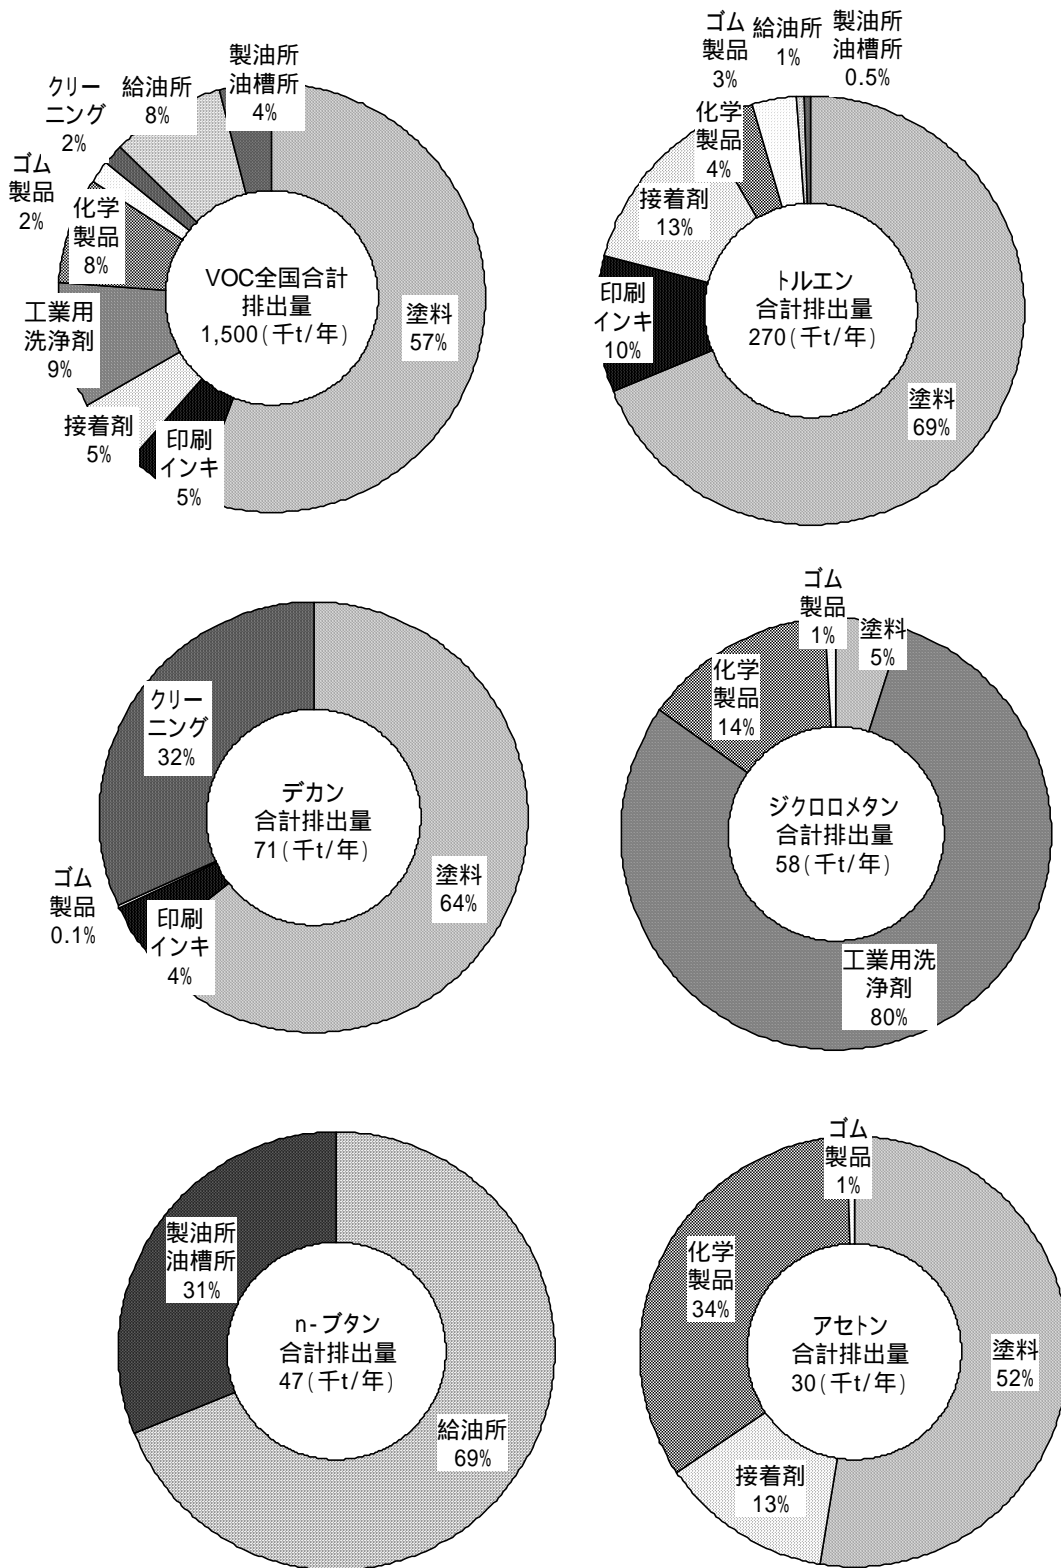 製油所
油槽所
4%
給油所
8%
クリー
ニング
2%
ゴム
製品
2%
化学
製品
8%
工業用
洗浄剤
9%
接着剤
5%
印刷
インキ
5%
塗料
57%
VOC全国合計
排出量
1,500(千t/年)
ゴム
製品
3%
給油所
1%
製油所
油槽所
0.5%
化学
製品
4%
接着剤
13%
印刷
インキ
10%
塗料
69%
トルエン
合計排出量
270(千t/年)
クリー
ニング
32%
ゴム
製品
0.1%
印刷
インキ
4%
塗料
64%
デカン
合計排出量
71(千t/年)
ゴム
製品
1%
塗料
5%
化学
製品
14%
工業用洗
浄剤
80%
ジクロロメタン
合計排出量
58(千t/年)
製油所
油槽所
31%
給油所
69%
n-ブタン
合計排出量
47(千t/年)
ゴム
製品
1%
化学
製品
34%
接着剤
13%
塗料
52%
アセトン
合計排出量
30(千t/年)